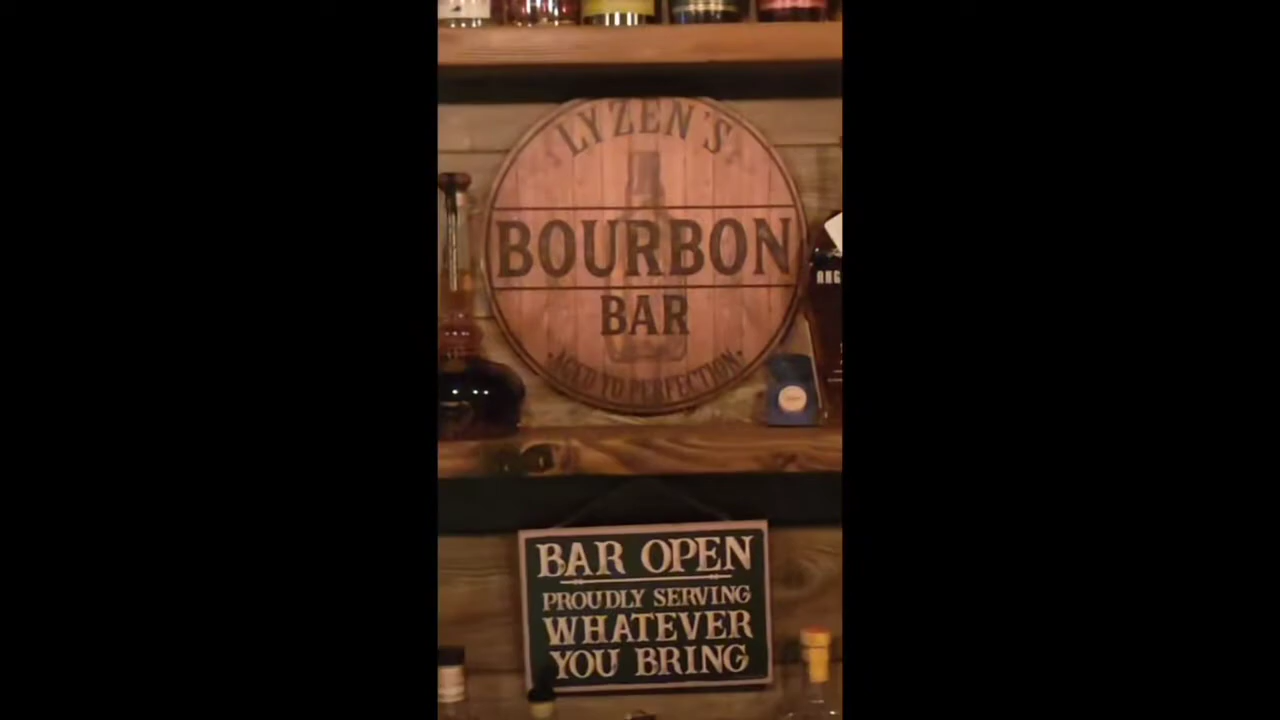 LYZEN'S
BOURBON
BAR
AGED TO PERFECTION
BAR OPEN
PROUDLY SERVING
WHATEVER
YOU BRING